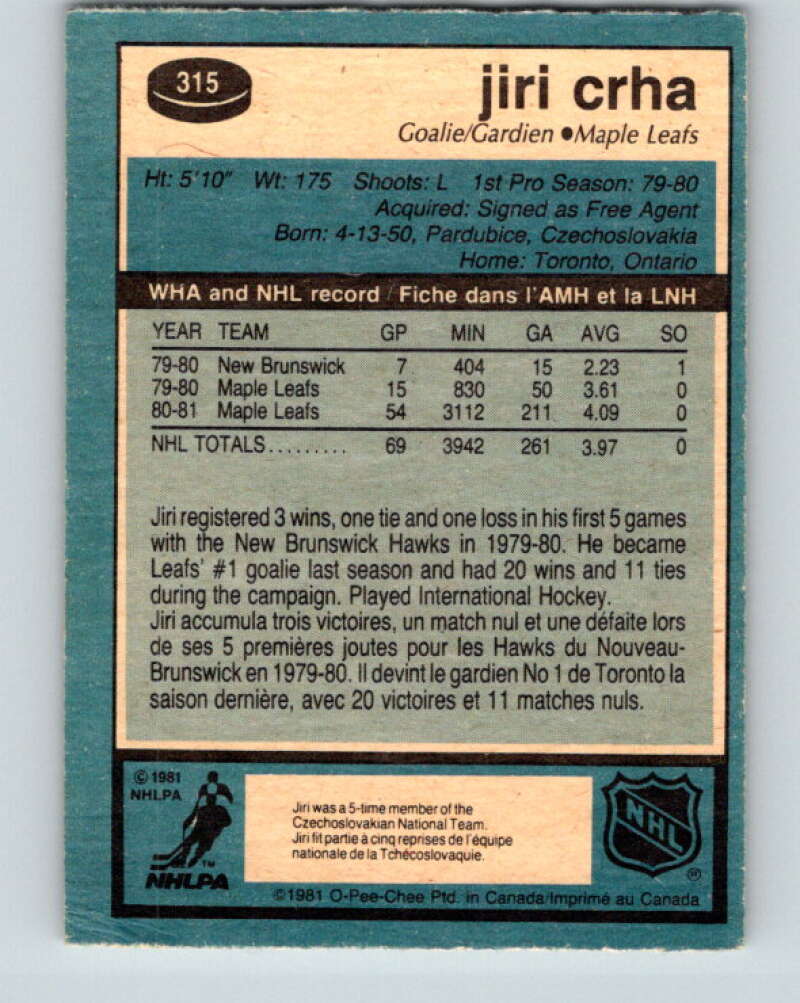 315
jiri crha
Goalie/Gardien ●Maple Leafs
Ht: 5'10" Wt: 175 Shoots: L 1st Pro Season: 79-80
Acquired: Signed as Free Agent
Born: 4-13-50, Pardubice, Czechoslovakia
Home: Toronto, Ontario
WHA and NHL record / Fiche dans l'AMH et la LNH
YEAR TEAM GP MIN GA AVG SO
79-80 New Brunswick 7 404 15 2.23 1
79-80 Maple Leafs 15 830 50 3.61 0
80-81 Maple Leafs 54 3112 211 4.09 0
NHL TOTALS......... 69 3942 261 3.97 0
Jiri registered 3 wins, one tie and one loss in his first 5 games
with the New Brunswick Hawks in 1979-80. He became
Leafs' #1 goalie last season and had 20 wins and 11 ties
during the campaign. Played International Hockey.
Jiri accumula trois victoires, un match nul et une défaite lors
de ses 5 premières joutes pour les Hawks du Nouveau-
Brunswick en 1979-80. Il devint le gardien No 1 de Toronto la
saison dernière, avec 20 victoires et 11 matches nuls.
© 1981
NHLPA
TM
NHLPA
Jiri was a 5-time member of the
Czechoslovakian National Team.
Jiri fit partie à cinq reprises de l'équipe
nationale de la Tchécoslovaquie.
NHL
©1981 O-Pee-Chee Ptd. in Canada/Imprimé au Canada